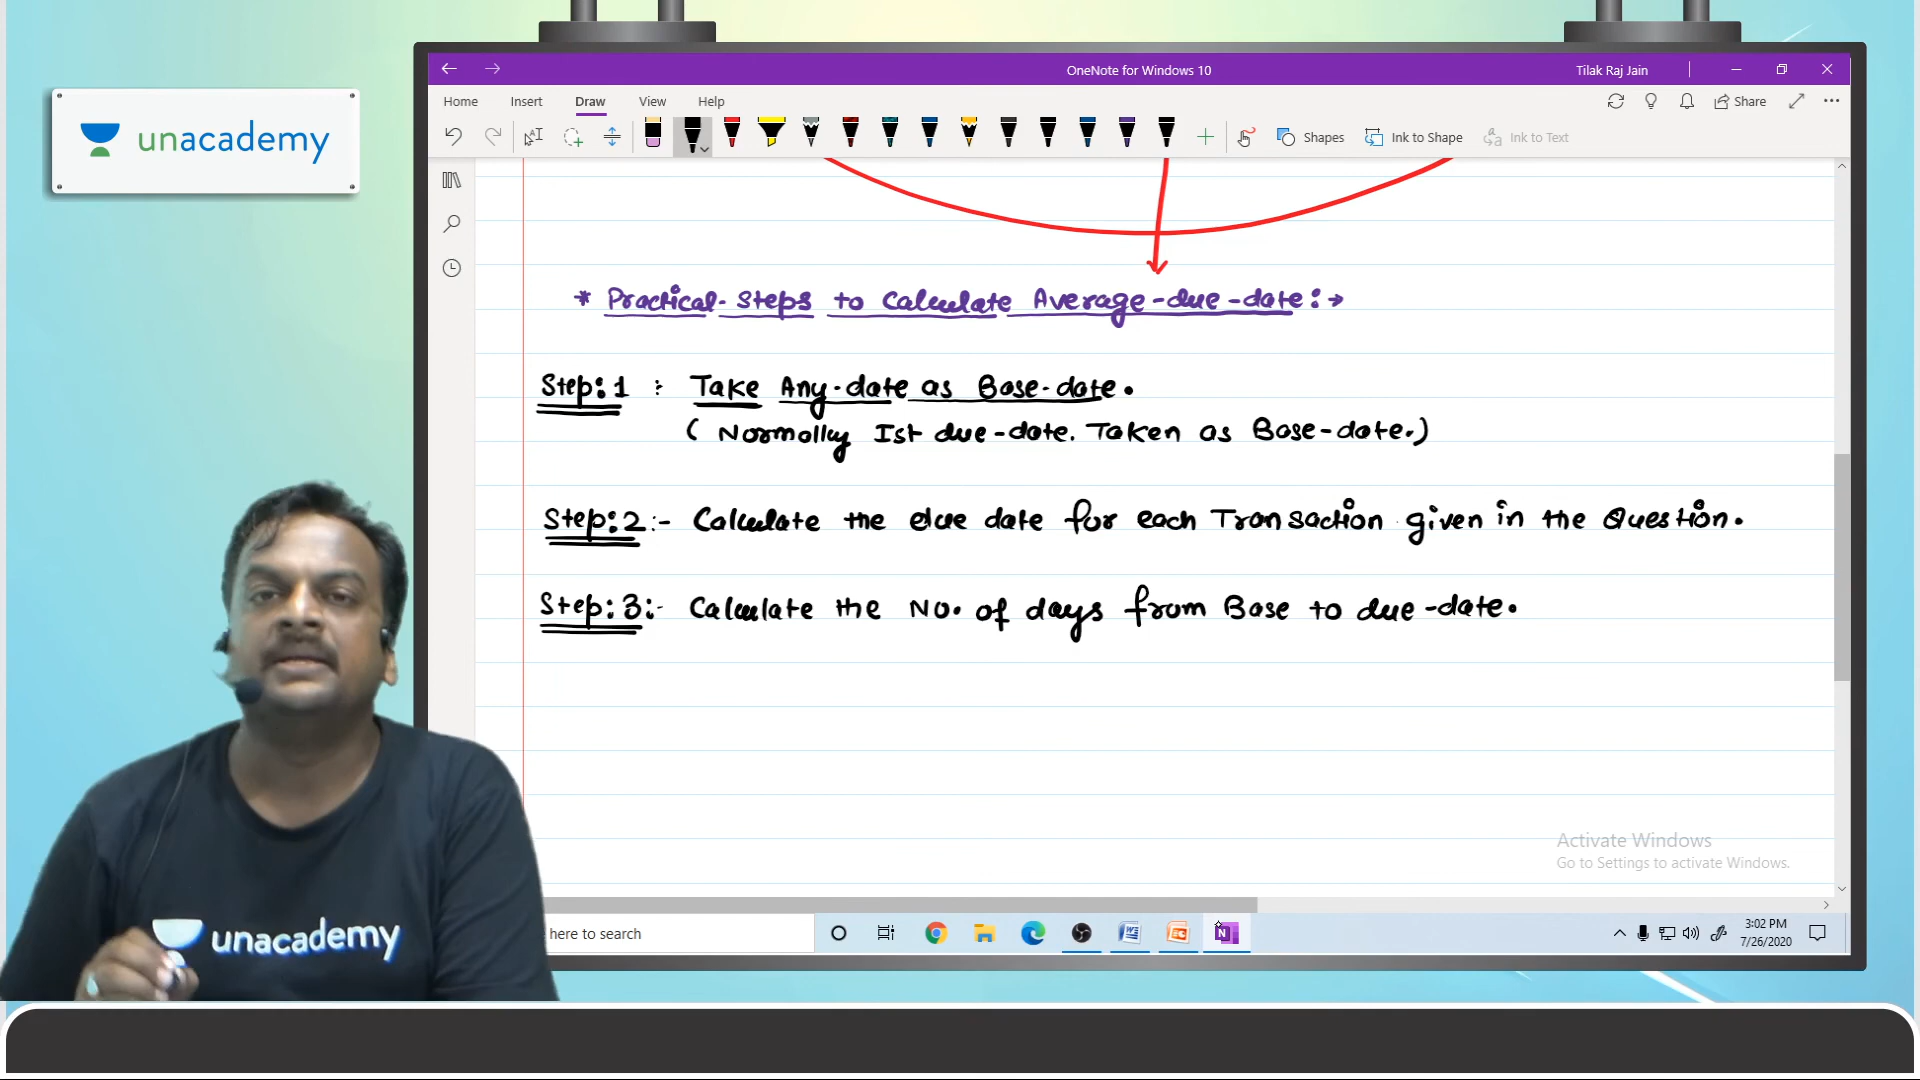 unacademy
OneNote for Windows 10
Tilak Raj Jain
Home Insert Draw View Help
Share
Shapes Ink to Shape Ink to Text
* Practical-Steps to Calculate Average-due-date:→
Step:1 : Take Any-date as Base-date.
( Normally Ist due-date. Taken as Base-date.)
Step:2:- Calculate the due date for each Transaction given in the Question.
Step:3:- Calculate the No. of days from Base to due-date.
Activate Windows
Go to Settings to activate Windows.
unacademy
here to search
3:02 PM
7/26/2020